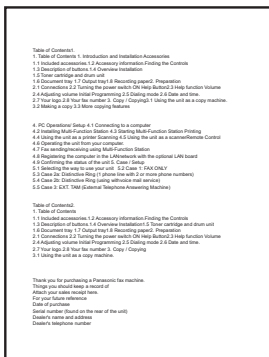 Table of Contents1.
1. Table of Contents 1. Introduction and Installation Accessories
1.1 Included accessories.1.2 Accessory information.Finding the Controls
1.3 Description of buttons.1.4 Overview Installation
1.5 Toner cartridge and drum unit
1.6 Document tray 1.7 Output tray1.8 Recording paper2. Preparation
2.1 Connections 2.2 Turning the power switch ON Help Button2.3 Help function Volume
2.4 Adjusting volume Initial Programming 2.5 Dialing mode 2.6 Date and time.
2.7 Your logo.2.8 Your fax number 3. Copy / Copying3.1 Using the unit as a copy machine.
3.2 Making a copy 3.3 More copying features
4. PC Operations/ Setup 4.1 Connecting to a computer
4.2 Installing Multi-Function Station 4.3 Starting Multi-Function Station Printing
4.4 Using the unit as a printer Scanning 4.5 Using the unit as a scannerRemote Control
4.6 Operating the unit from your computer.
4.7 Fax sending/receiving using Multi-Function Station
4.8 Registering the computer in the LANnetwork with the optional LAN board
4.9 Confirming the status of the unit 5. Case / Setup
5.1 Selecting the way to use your unit   5.2 Case 1: FAX ONLY
5.3 Case 2a: Distinctive Ring (1 phone line with 2 or more phone numbers)
5.4 Case 2b: Distinctive Ring (using withvoice mail service)
5.5 Case 3: EXT. TAM (External Telephone Answering Machine)
Table of Contents2.
1. Table of Contents
1.1 Included accessories.1.2 Accessory information.Finding the Controls
1.3 Description of buttons.1.4 Overview Installation1.5 Toner cartridge and drum unit
1.6 Document tray 1.7 Output tray1.8 Recording paper2. Preparation
2.1 Connections 2.2 Turning the power switch ON Help Button2.3 Help function Volume
2.4 Adjusting volume Initial Programming 2.5 Dialing mode 2.6 Date and time.
2.7 Your logo.2.8 Your fax number 3. Copy / Copying
3.1 Using the unit as a copy machine.
Thank you for purchasing a Panasonic fax machine.
Things you should keep a record of
Attach your sales receipt here.
For your future reference
Date of purchase
Serial number (found on the rear of the unit)
Dealer's name and address
Dealer's telephone number